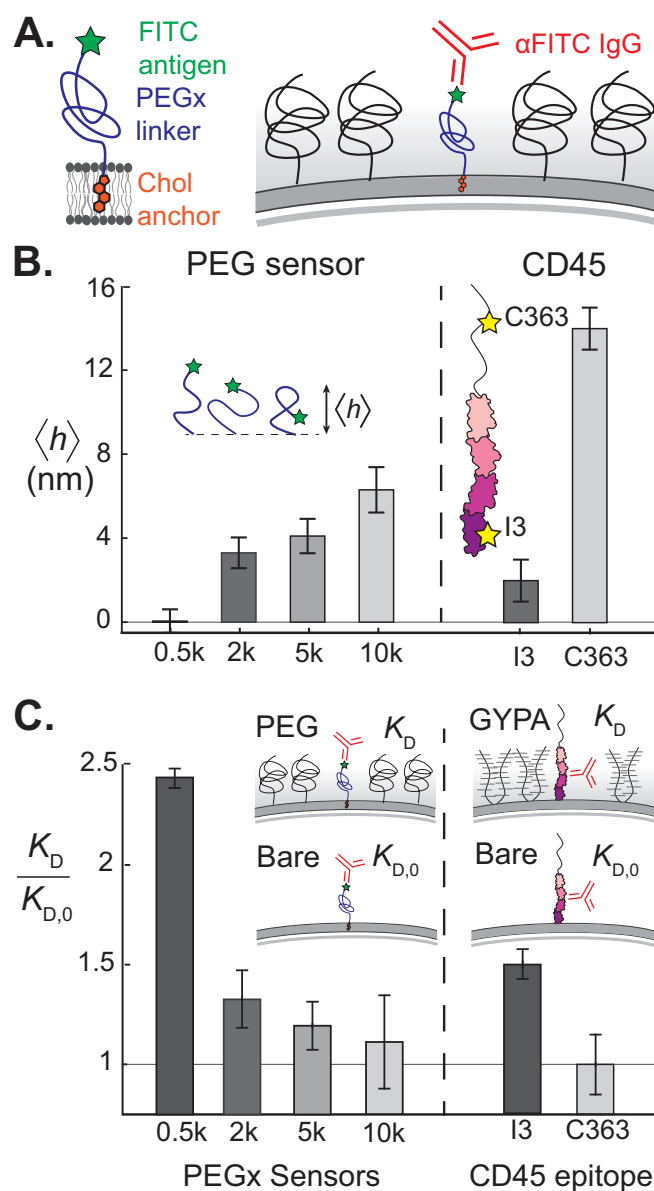 A.
FITC
antigen
PEGx
linker
Chol
anchor
αFITC IgG
B.
PEG sensor
CD45
⟨h⟩
(nm)
16
14
12
8
4
0
⟨h⟩
C363
I3
0.5k 2k 5k 10k
I3 C363
C.
K_D
K_D,0
2.5
2
1.5
1
PEG K_D
Bare K_D,0
GYPA K_D
Bare K_D,0
0.5k 2k 5k 10k
I3 C363
PEGx Sensors
CD45 epitope